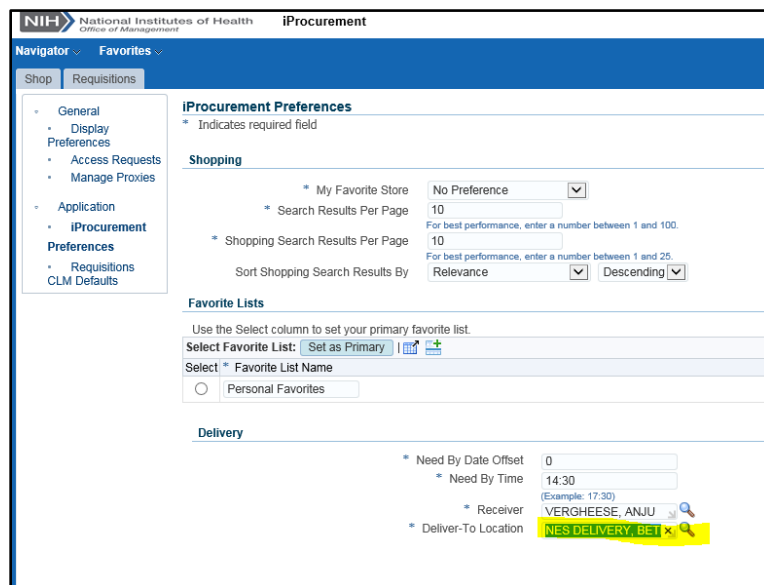 NIH National Institutes of Health iProcurement
Office of Management
Navigator Favorites
Shop Requisitions
General
Display
Preferences
Access Requests
Manage Proxies
Application
iProcurement
Preferences
Requisitions
CLM Defaults
iProcurement Preferences
* Indicates required field
Shopping
* My Favorite Store No Preference
* Search Results Per Page 10
For best performance, enter a number between 1 and 100.
* Shopping Search Results Per Page 10
For best performance, enter a number between 1 and 25.
Sort Shopping Search Results By Relevance Descending
Favorite Lists
Use the Select column to set your primary favorite list.
Select Favorite List: Set as Primary
Select * Favorite List Name
Personal Favorites
Delivery
* Need By Date Offset 0
* Need By Time 14:30
(Example: 17:30)
* Receiver VERGHEESE, ANJU
* Deliver-To Location NES DELIVERY, BET